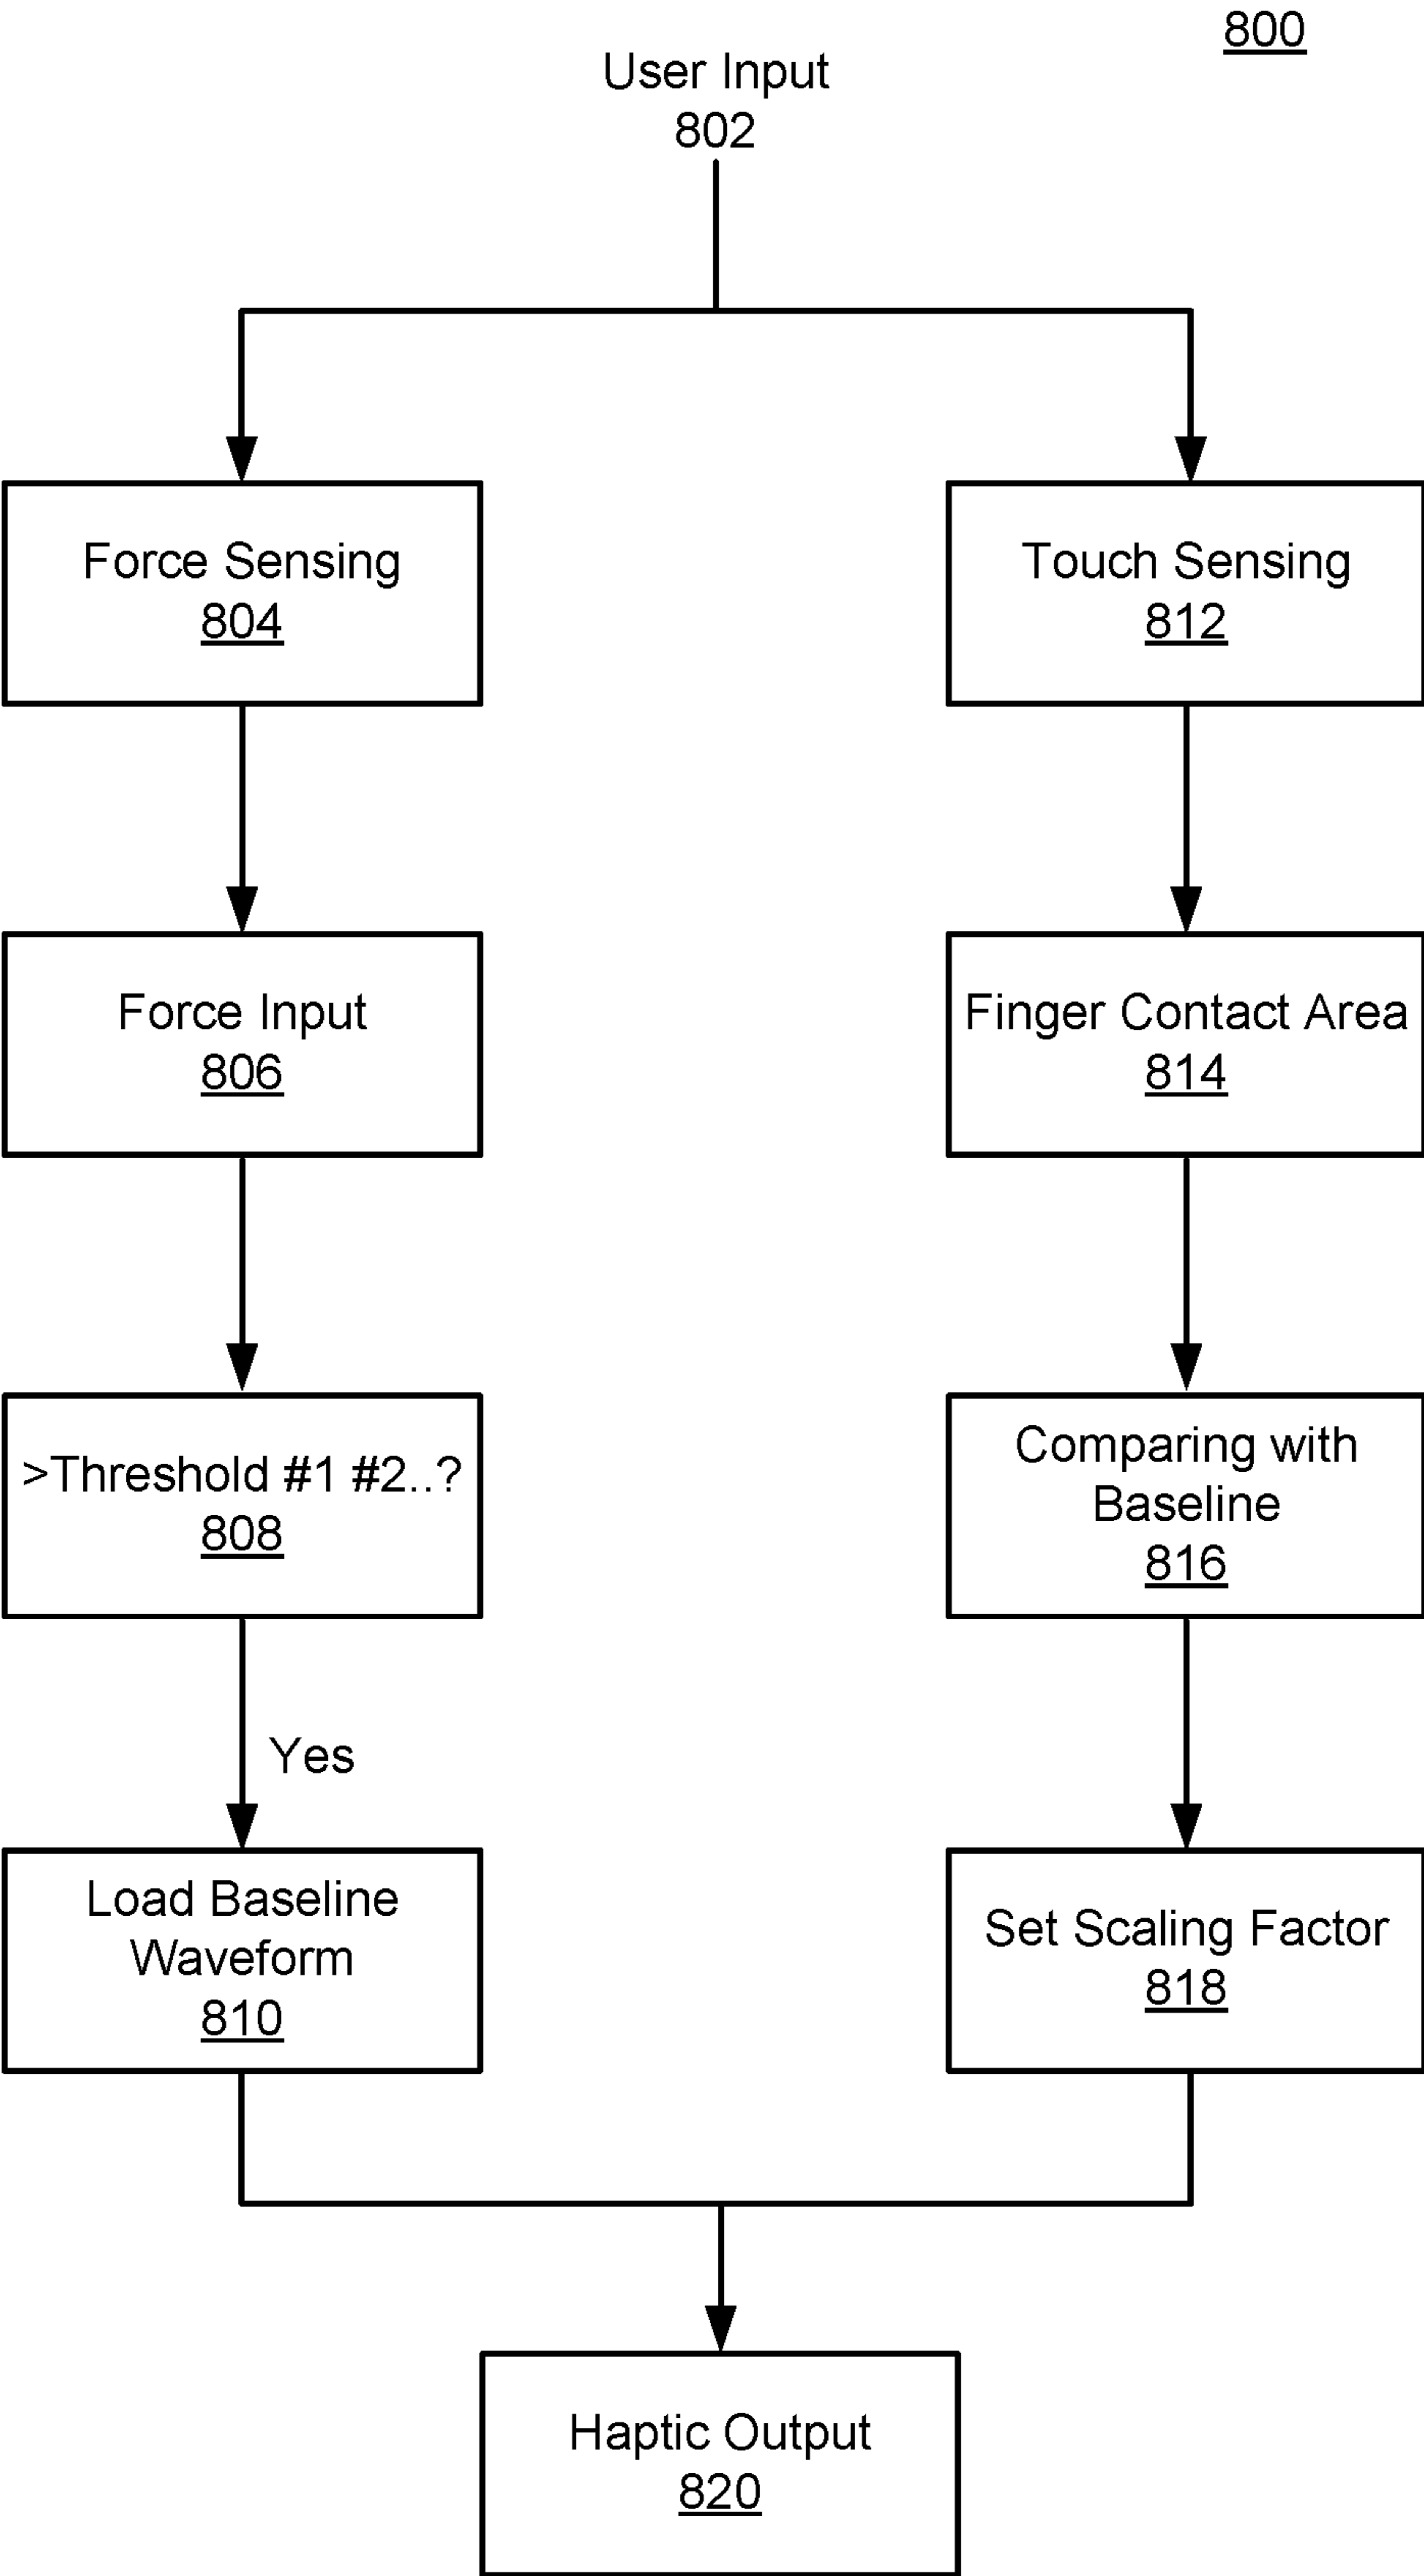 800
User Input
802
Force Sensing
804
Touch Sensing
812
Force Input
806
Finger Contact Area
814
>Threshold #1 #2..?
808
Comparing with
Baseline
816
Yes
Load Baseline
Waveform
810
Set Scaling Factor
818
Haptic Output
820